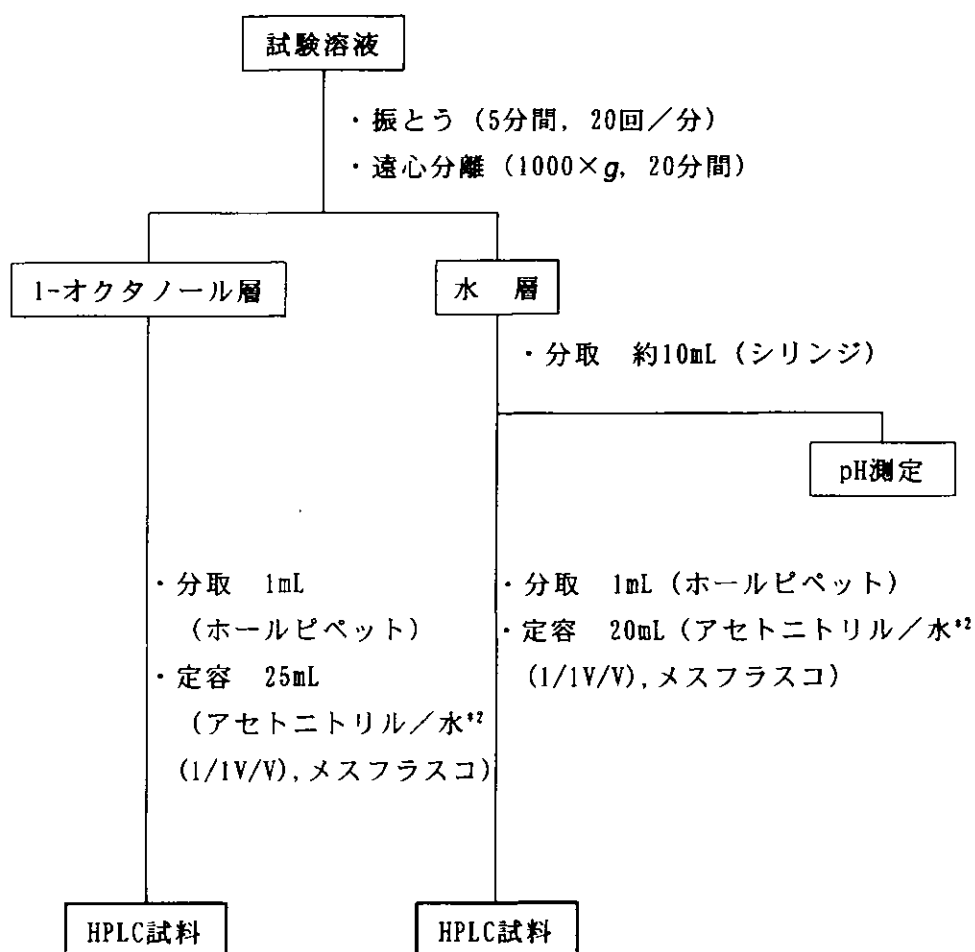 試験溶液
・振とう (5分間, 20回／分)
・遠心分離 (1000×g, 20分間)
1-オクタノール層
水　層
・分取　約10mL (シリンジ)
pH測定
・分取　1mL
(ホールピペット)
・定容　25mL
(アセトニトリル／水*2
(1/1V/V), メスフラスコ)
・分取　1mL (ホールピペット)
・定容　20mL (アセトニトリル／水*2
(1/1V/V), メスフラスコ)
HPLC試料
HPLC試料